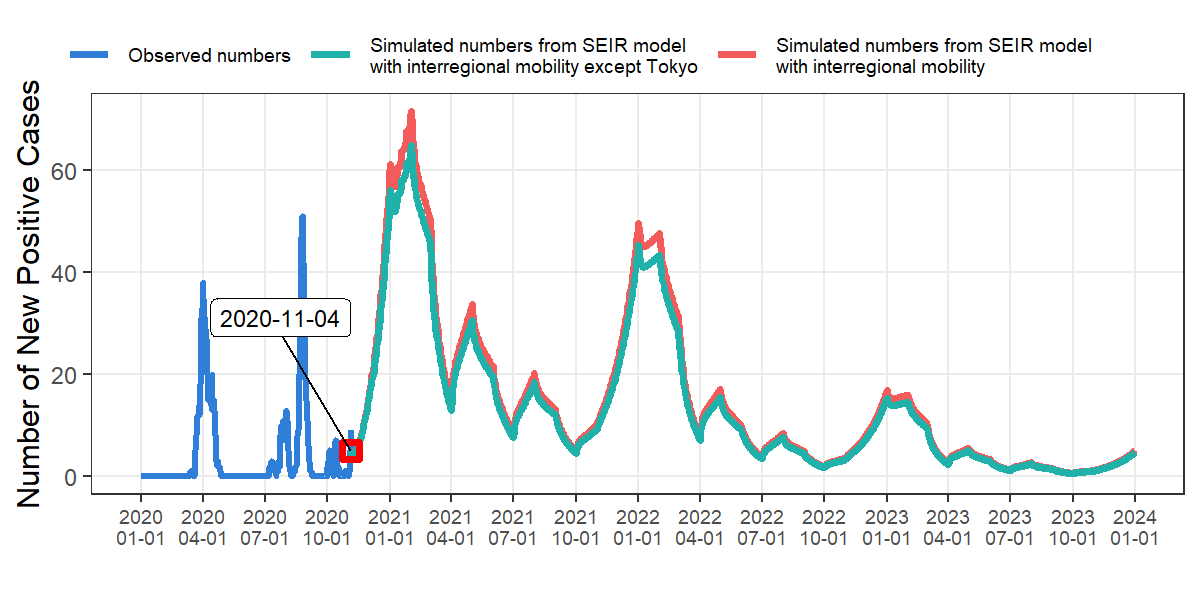 Observed numbers
Simulated numbers from SEIR model
with interregional mobility except Tokyo
Simulated numbers from SEIR model
with interregional mobility
Number of New Positive Cases
60
40
20
0
2020-11-04
2020 2020 2020 2020 2021 2021 2021 2021 2022 2022 2022 2022 2023 2023 2023 2023 2024
01-01 04-01 07-01 10-01 01-01 04-01 07-01 10-01 01-01 04-01 07-01 10-01 01-01 04-01 07-01 10-01 01-01